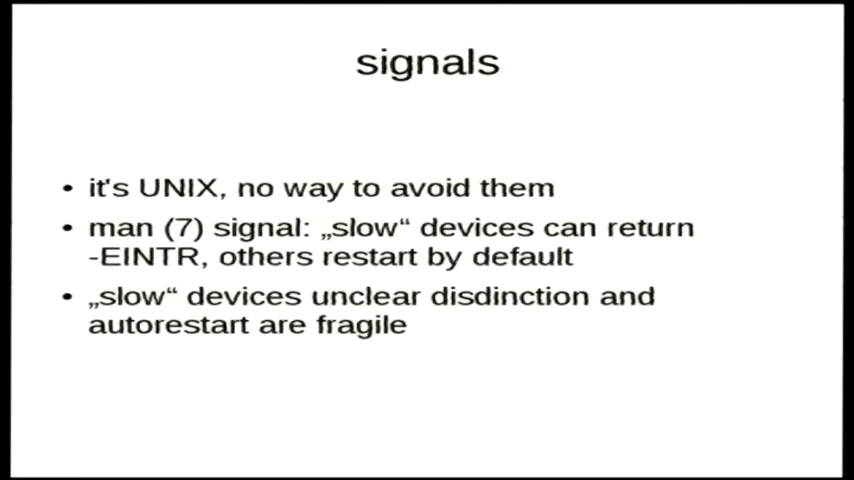 signals
• it's UNIX, no way to avoid them
• man (7) signal: „slow“ devices can return
-EINTR, others restart by default
• „slow“ devices unclear disdinction and
autorestart are fragile